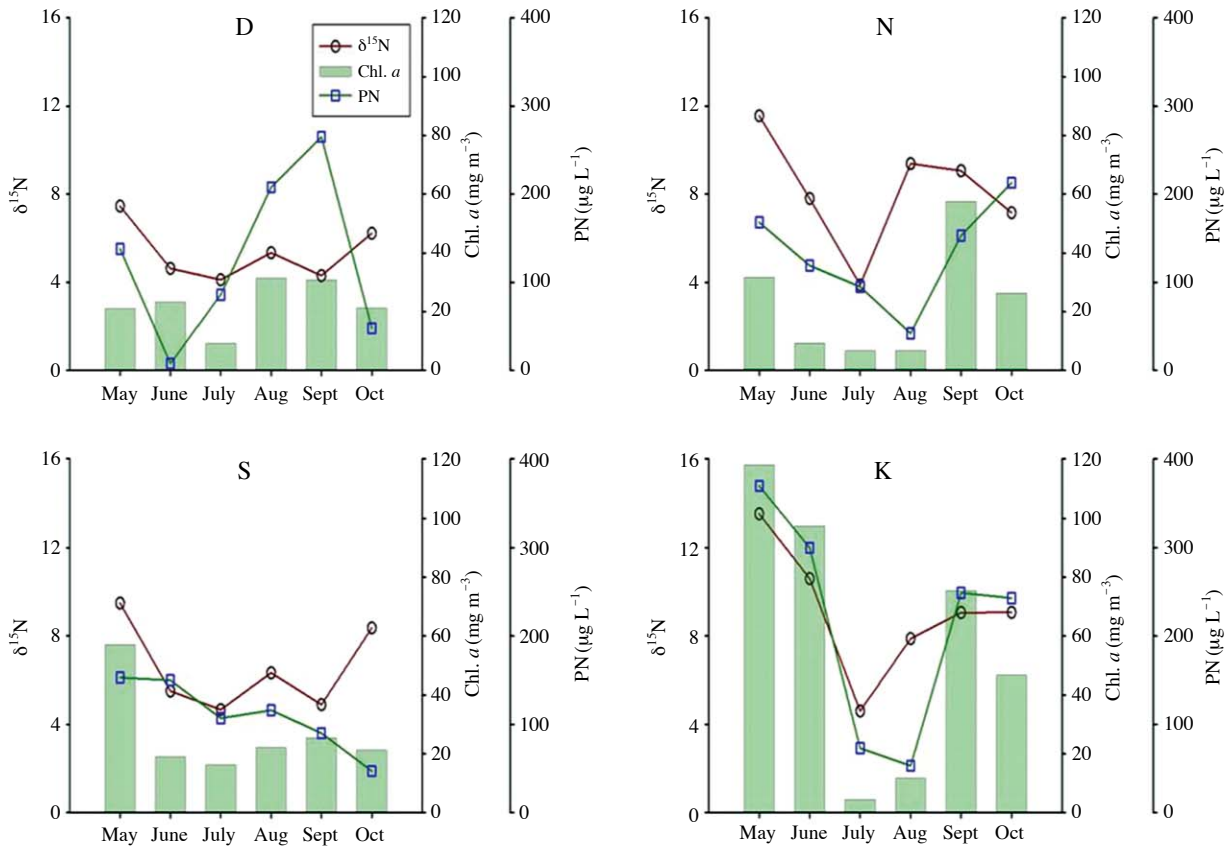 D
δ¹⁵N
Chl. a
PN
16
12
8
4
0
δ¹⁵N
120
100
80
60
40
20
0
Chl. a (mg m⁻³)
400
300
200
100
0
PN (µg L⁻¹)
May June July Aug Sept Oct
N
16
12
8
4
0
δ¹⁵N
120
100
80
60
40
20
0
Chl. a (mg m⁻³)
400
300
200
100
0
PN (µg L⁻¹)
May June July Aug Sept Oct
S
16
12
8
4
0
δ¹⁵N
120
100
80
60
40
20
0
Chl. a (mg m⁻³)
400
300
200
100
0
PN (µg L⁻¹)
May June July Aug Sept Oct
K
16
12
8
4
0
δ¹⁵N
120
100
80
60
40
20
0
Chl. a (mg m⁻³)
400
300
200
100
0
PN (µg L⁻¹)
May June July Aug Sept Oct